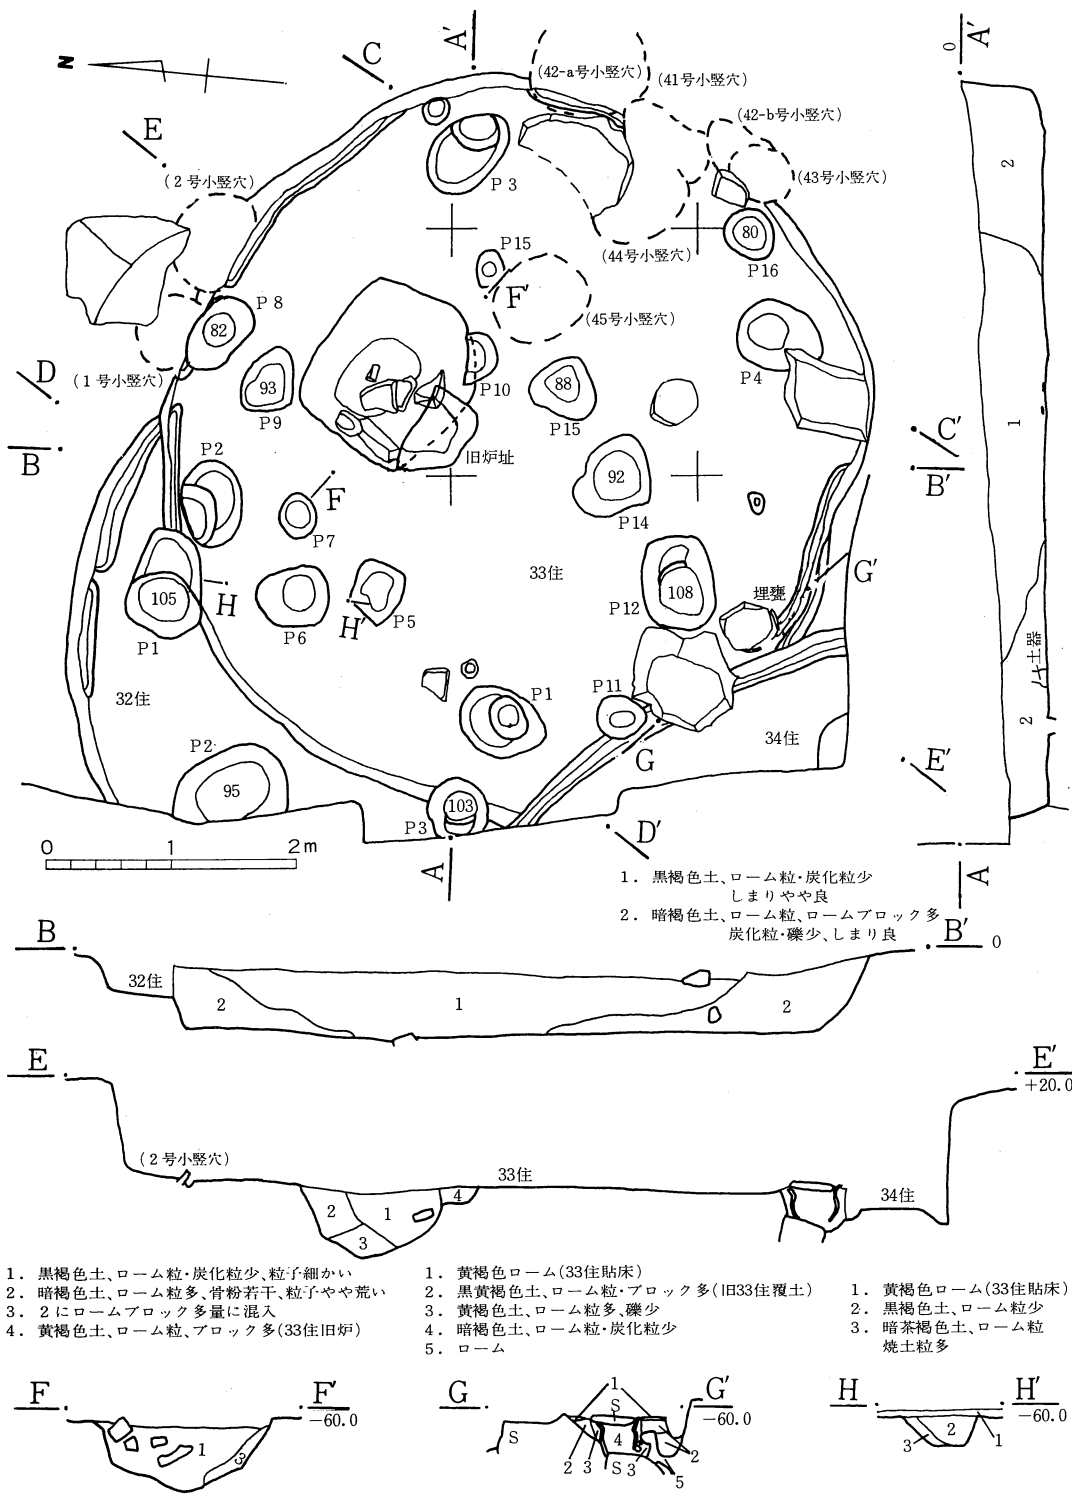 N
C
A′
0
A′
(42-a号小竪穴)
(41号小竪穴)
(42-b号小竪穴)
(43号小竪穴)
E
(2号小竪穴)
P3
(44号小竪穴)
80
P16
P15
F′
(45号小竪穴)
P8
82
D
(1号小竪穴)
93
P9
P10
88
P15
P4
2
1
B
P2
旧炉址
92
P14
C′
B′
F
P7
33住
105
P1
H
P6
H′
P5
P12
108
埋甕
G′
土器
32住
P1
P11
34住
2
P2
95
G
E′
103
P3
D′
0 1 2m
A
A
1. 黒褐色土、ローム粒・炭化粒少
しまりやや良
2. 暗褐色土、ローム粒、ロームブロック多
炭化粒・礫少、しまり良
B
B′ 0
32住
2
1
2
E
E′
+20.0
(2号小竪穴)
33住
34住
2
1
4
3
1. 黒褐色土、ローム粒・炭化粒少、粒子細かい
2. 暗褐色土、ローム粒多、骨粉若干、粒子やや荒い
3. 2にロームブロック多量に混入
4. 黄褐色土、ローム粒、ブロック多(33住旧炉)
1. 黄褐色ローム(33住貼床)
2. 黒黄褐色土、ローム粒・ブロック多(旧33住覆土)
3. 黄褐色土、ローム粒多、礫少
4. 暗褐色土、ローム粒・炭化粒少
5. ローム
1. 黄褐色ローム(33住貼床)
2. 黒褐色土、ローム粒少
3. 暗茶褐色土、ローム粒
焼土粒多
F
F′
-60.0
1
3
G
G′
-60.0
1
S
S
4
2
3
S
3
2
5
H
H′
-60.0
3
2
1